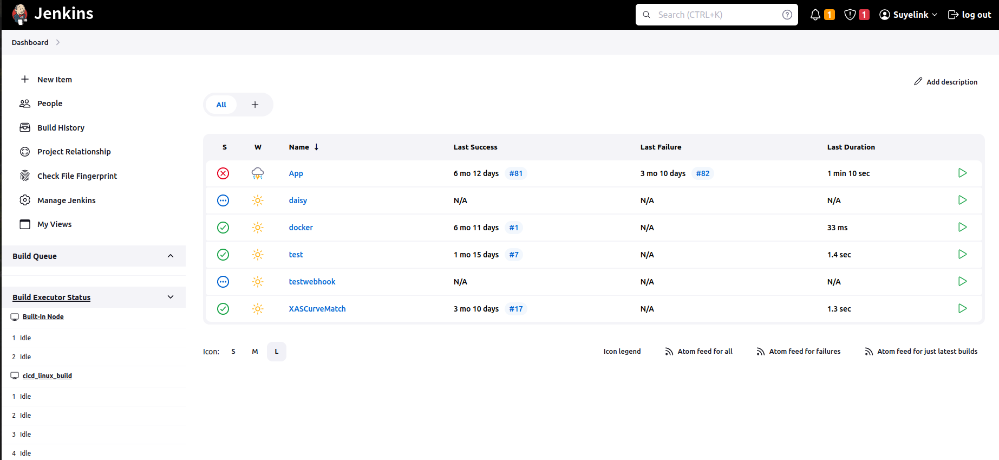 Jenkins
Search (CTRL+K)
1
1
Suyelink
log out
Dashboard
New Item
People
Build History
Project Relationship
Check File Fingerprint
Manage Jenkins
My Views
Build Queue
Build Executor Status
Built-In Node
1 Idle
2 Idle
cicd_linux_build
1 Idle
2 Idle
3 Idle
4 Idle
Add description
All
S W Name ↓ Last Success Last Failure Last Duration
App 6 mo 12 days #81 3 mo 10 days #82 1 min 10 sec
daisy N/A N/A N/A
docker 6 mo 11 days #1 N/A 33 ms
test 1 mo 15 days #7 N/A 1.4 sec
testwebhook N/A N/A N/A
XASCurveMatch 3 mo 10 days #17 N/A 1.3 sec
Icon: S M L
Icon legend Atom feed for all Atom feed for failures Atom feed for just latest builds